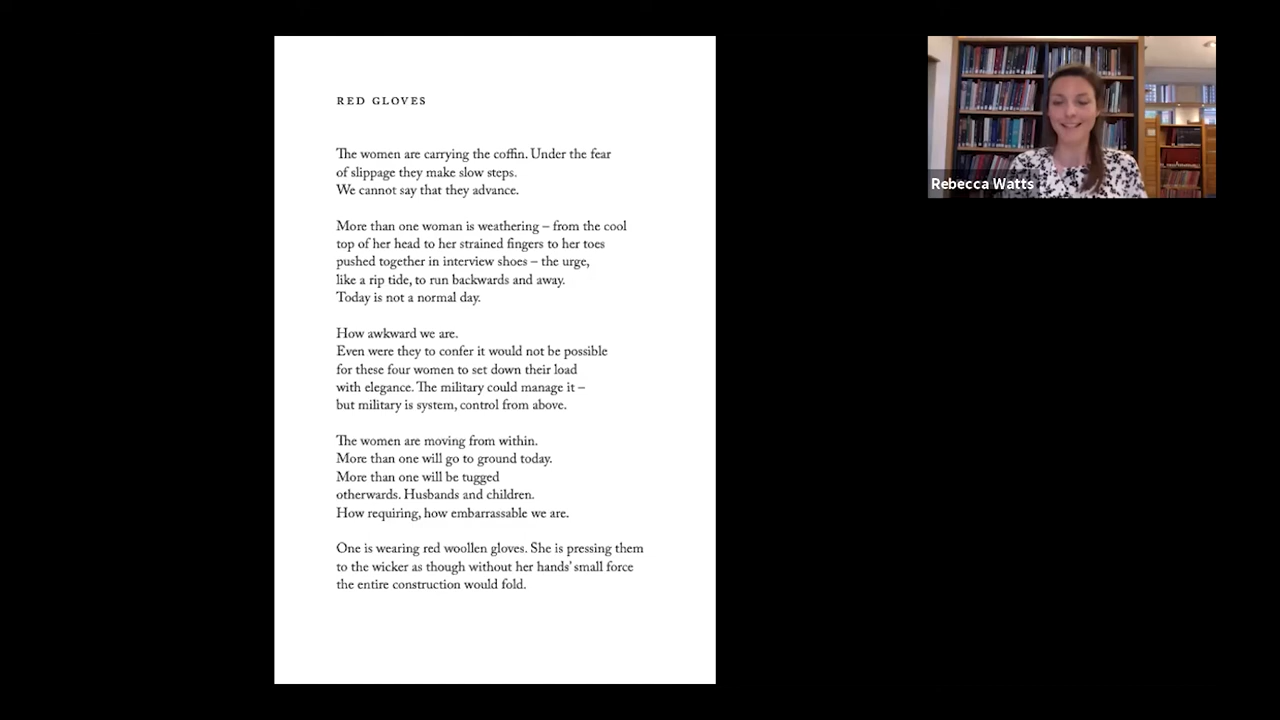 RED GLOVES
The women are carrying the coffin. Under the fear
of slippage they make slow steps.
We cannot say that they advance.
More than one woman is weathering – from the cool
top of her head to her strained fingers to her toes
pushed together in interview shoes – the urge,
like a rip tide, to run backwards and away.
Today is not a normal day.
How awkward we are.
Even were they to confer it would not be possible
for these four women to set down their load
with elegance. The military could manage it –
but military is system, control from above.
The women are moving from within.
More than one will go to ground today.
More than one will be tugged
otherwards. Husbands and children.
How requiring, how embarrassable we are.
One is wearing red woollen gloves. She is pressing them
to the wicker as though without her hands' small force
the entire construction would fold.
Rebecca Watts